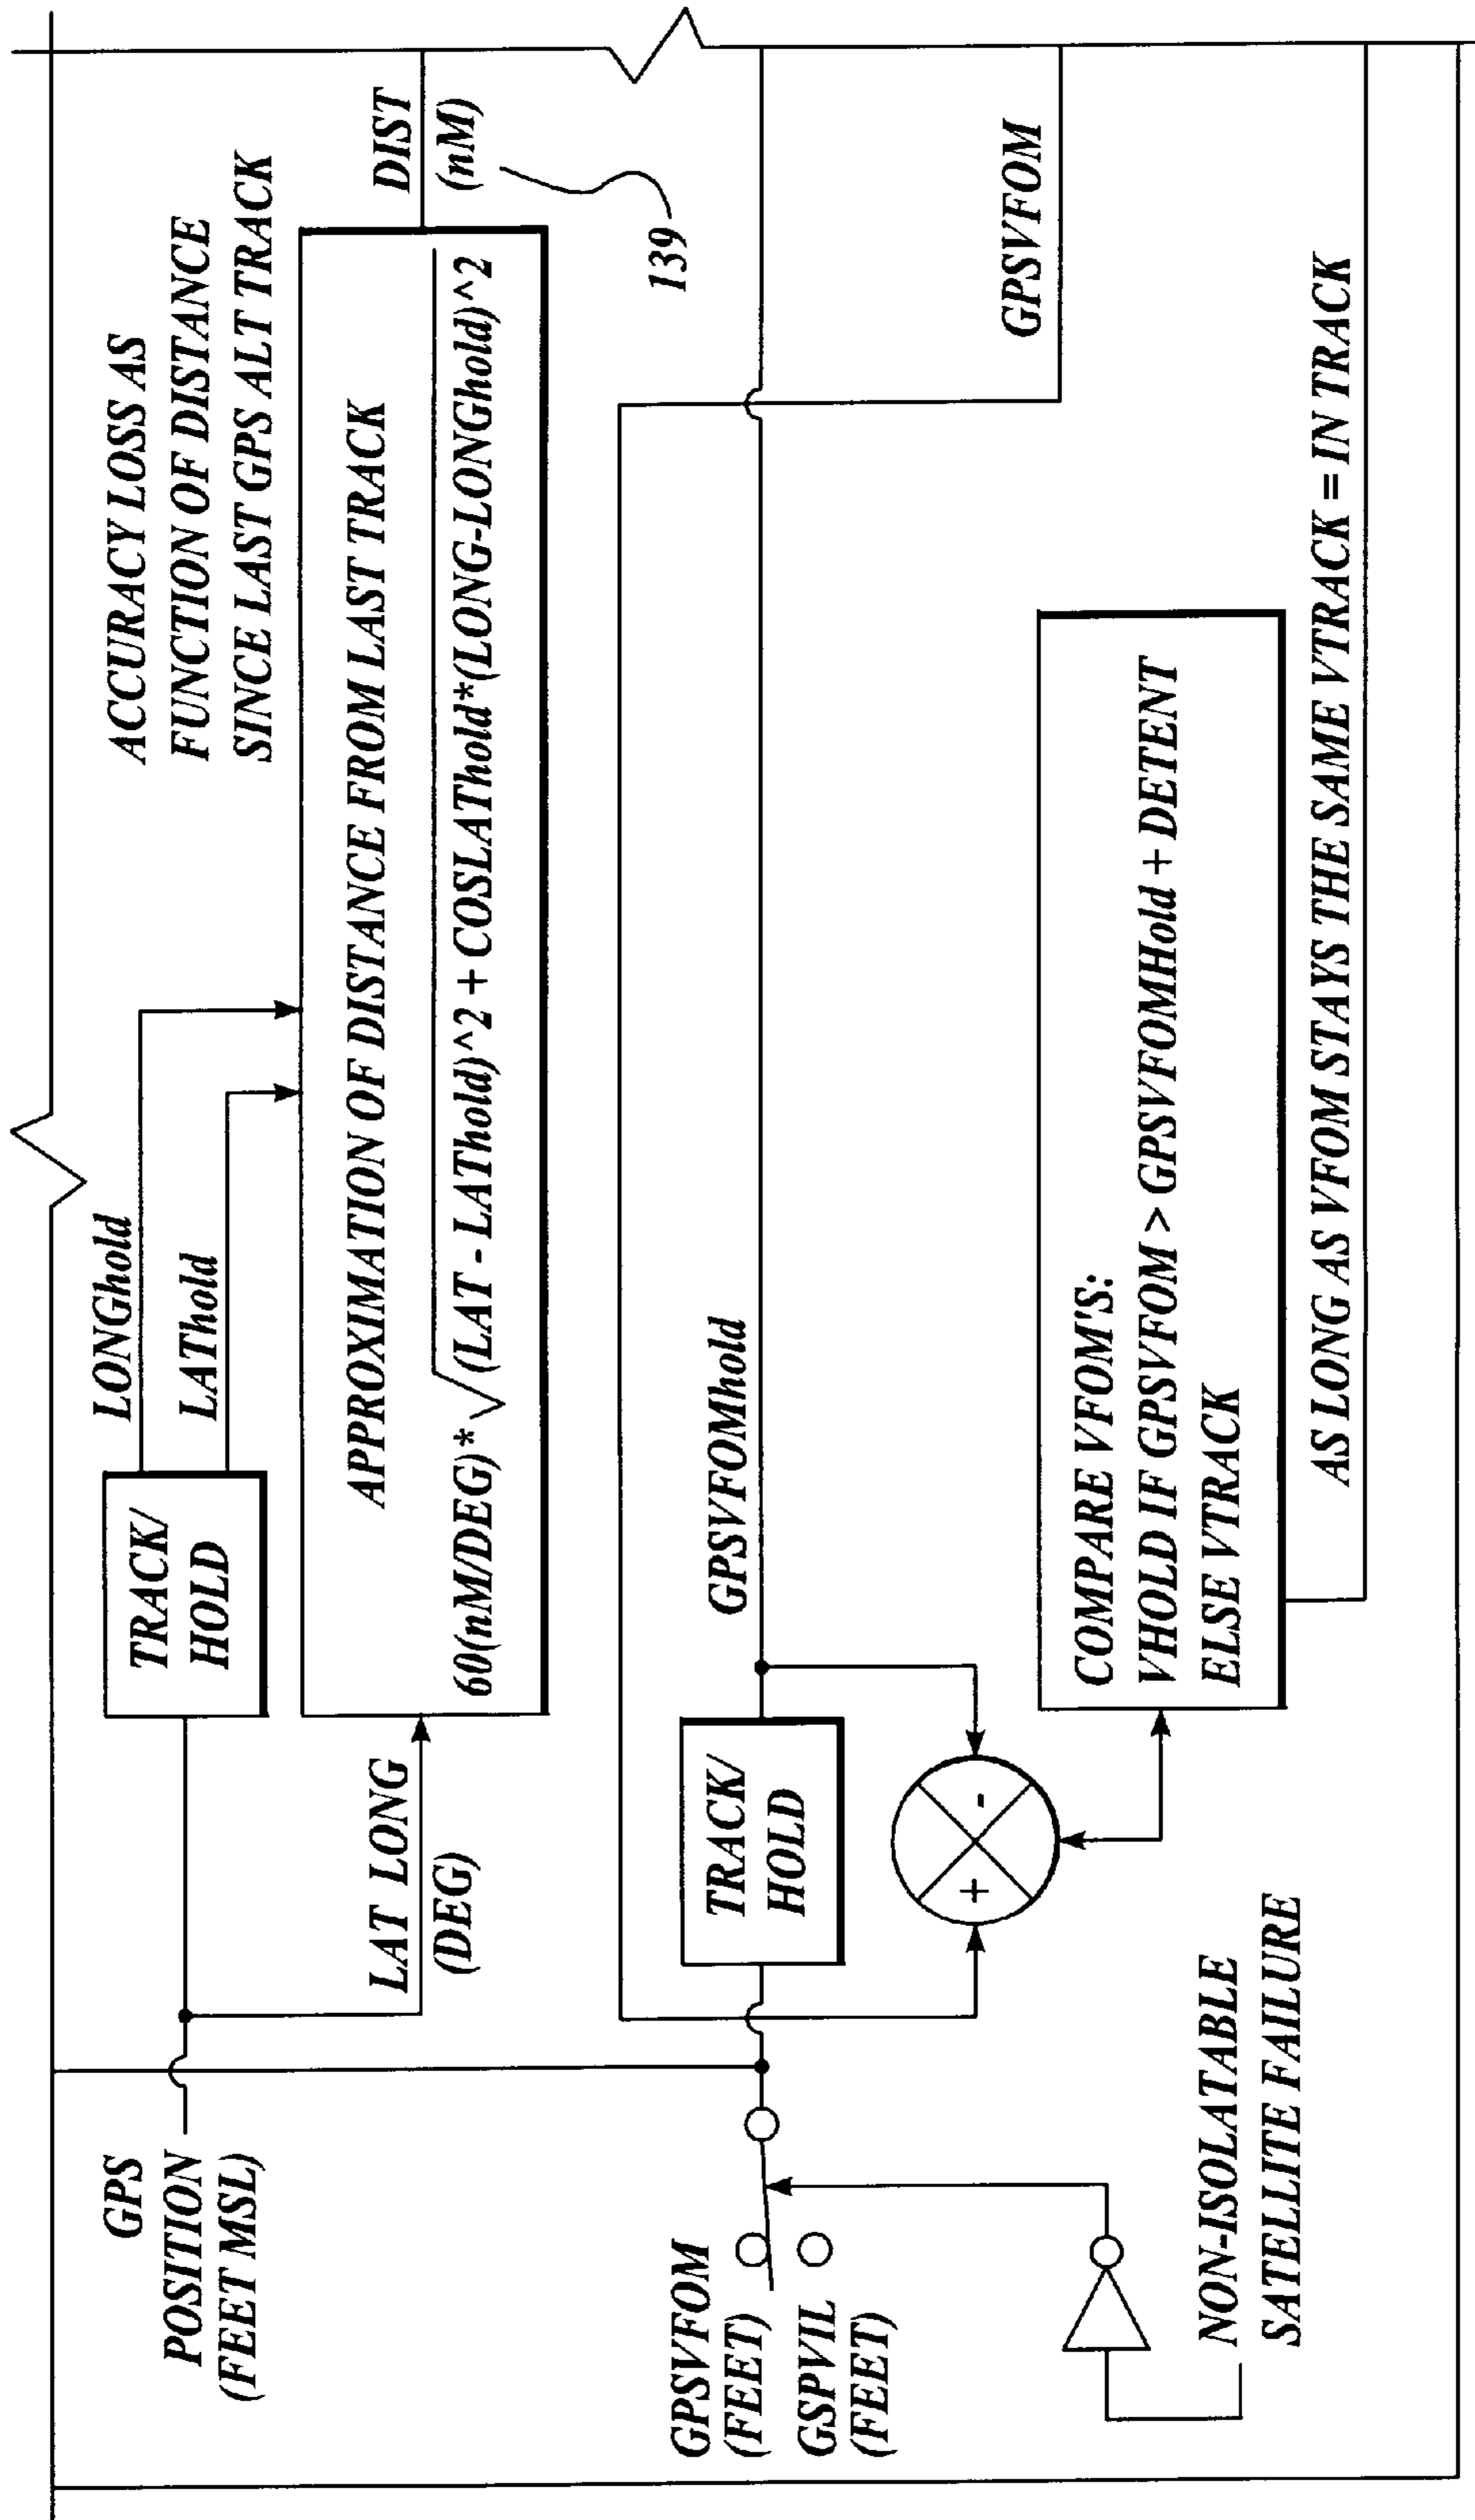 ACCURACY LOSS AS
FUNCTION OF DISTANCE
SINCE LAST GPS ALT TRACK
GPS
POSITION
(FEET MSL)
TRACK/
HOLD
LONGhold
LAThold
LAT LONG
(DEG)
APPROXIMATION OF DISTANCE FROM LAST TRACK
60(nM/DEG)* √(LAT - LAThold)^2 + COSLAThold*(LONG-LONGhold)^2
DIST
(nM)
139
GPSVFOM
(FEET)
GSPVIL
(FEET)
TRACK/
HOLD
GPSVFOMhold
+
-
GPSVFOM
COMPARE VFOM'S:
VHOLD IF GPSVFOM > GPSVFOMHold + DETENT
ELSE VTRACK
NON-ISOLATABLE
SATELLITE FAILURE
AS LONG AS VFOM STAYS THE SAME VTRACK = IN TRACK